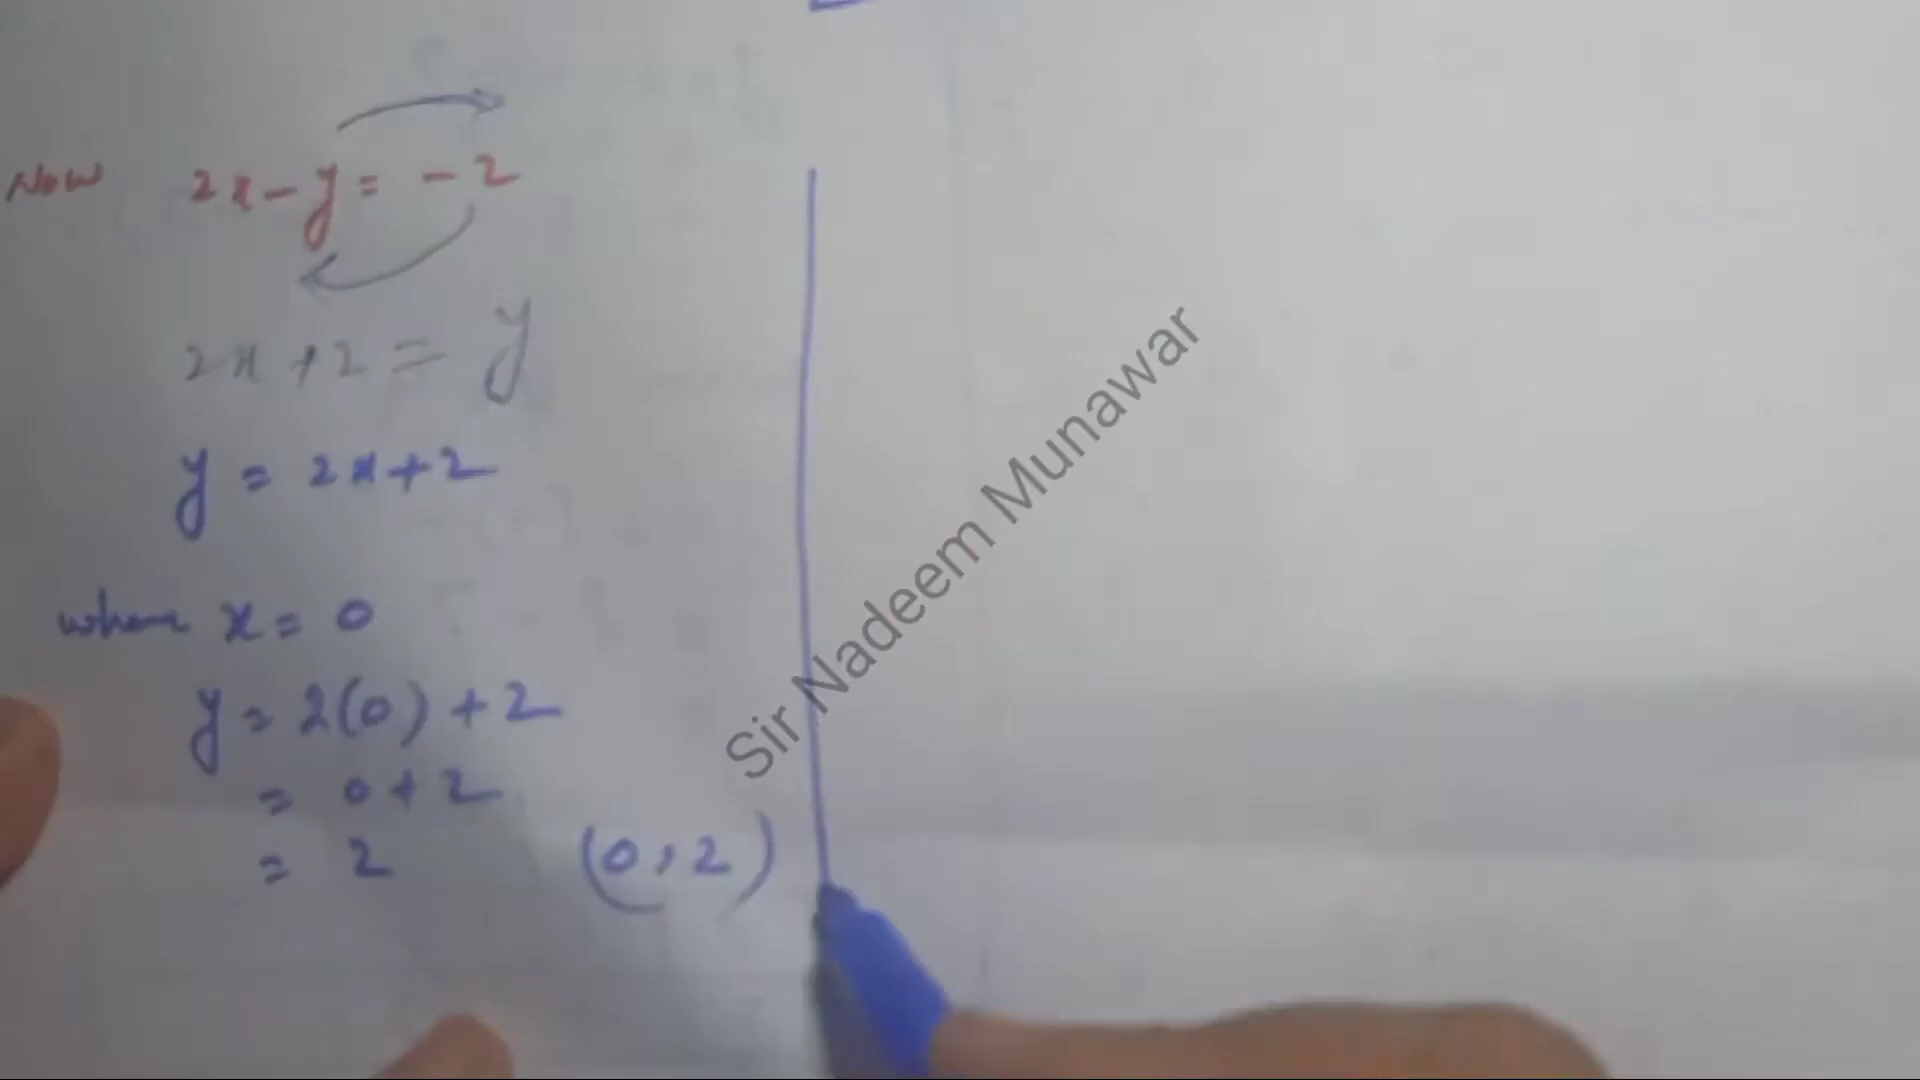 Now 2x - y = - 2
2x + 2 = y
y = 2x + 2
when x = 0
y = 2(0) + 2
= 0 + 2
= 2 (0, 2)
Sir Nadeem Munawar